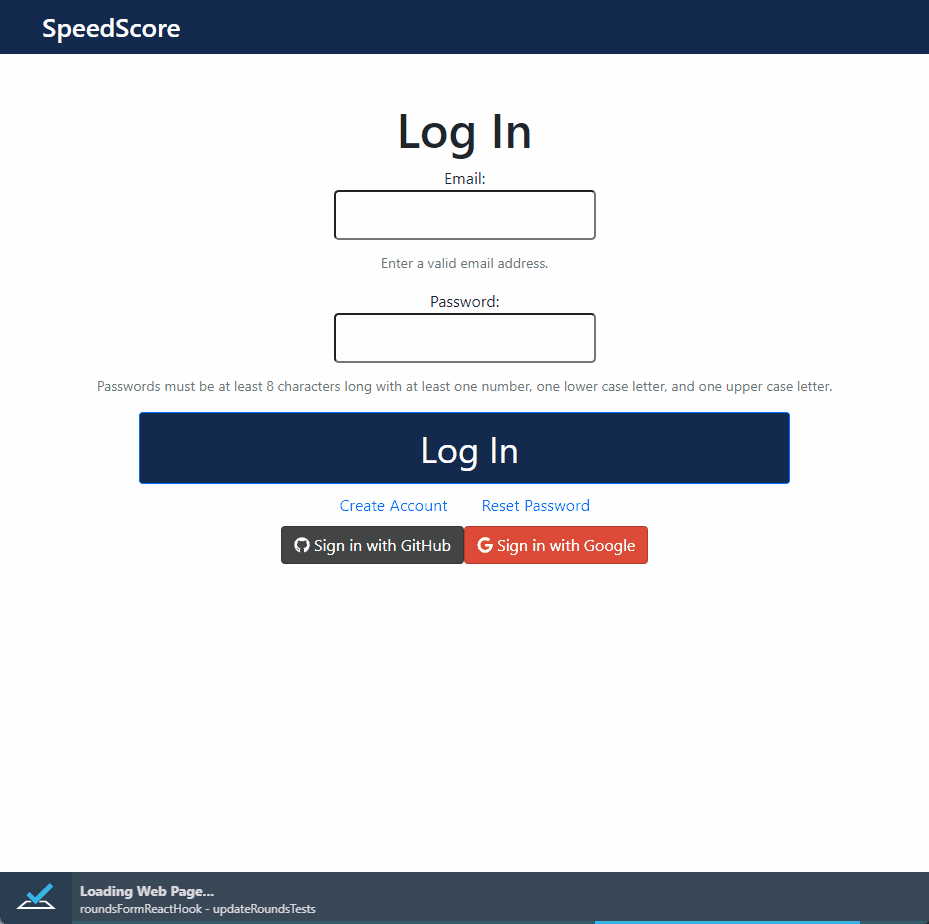 SpeedScore
Log In
Email:
Enter a valid email address.
Password:
Passwords must be at least 8 characters long with at least one number, one lower case letter, and one upper case letter.
Log In
Create Account Reset Password
Sign in with GitHub Sign in with Google
Loading Web Page...
roundsFormReactHook - updateRoundsTests